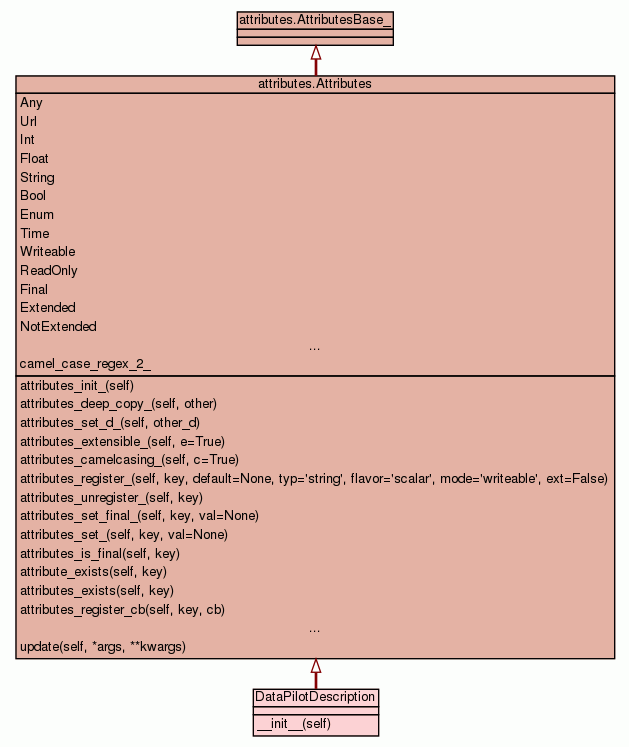 attributes.AttributesBase_
attributes.Attributes
Any
Url
Int
Float
String
Bool
Enum
Time
Writeable
ReadOnly
Final
Extended
NotExtended
...
camel_case_regex_2_
attributes_init_(self)
attributes_deep_copy_(self, other)
attributes_set_d_(self, other_d)
attributes_extensible_(self, e=True)
attributes_camelcasing_(self, c=True)
attributes_register_(self, key, default=None, typ='string', flavor='scalar', mode='writeable', ext=False)
attributes_unregister_(self, key)
attributes_set_final_(self, key, val=None)
attributes_set_(self, key, val=None)
attributes_is_final(self, key)
attribute_exists(self, key)
attributes_exists(self, key)
attributes_register_cb(self, key, cb)
...
update(self, *args, **kwargs)
DataPilotDescription
__init__(self)